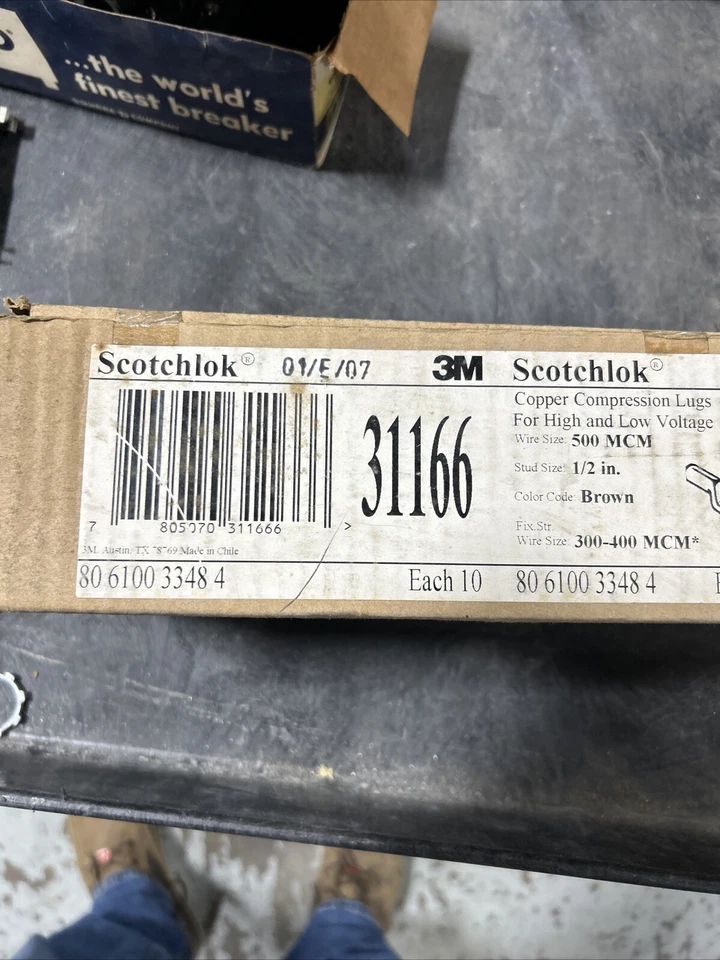 ...the world's
finest breaker
SQUARE D COMPANY
Scotchlok® 01/E/07 3M
31166
7 805070 311666 >
3M, Austin, TX 78769 Made in Chile
80 6100 3348 4 Each 10
Scotchlok®
Copper Compression Lugs
For High and Low Voltage
Wire Size: 500 MCM
Stud Size: 1/2 in.
Color Code: Brown
Fix.Str.
Wire Size: 300-400 MCM*
80 6100 3348 4